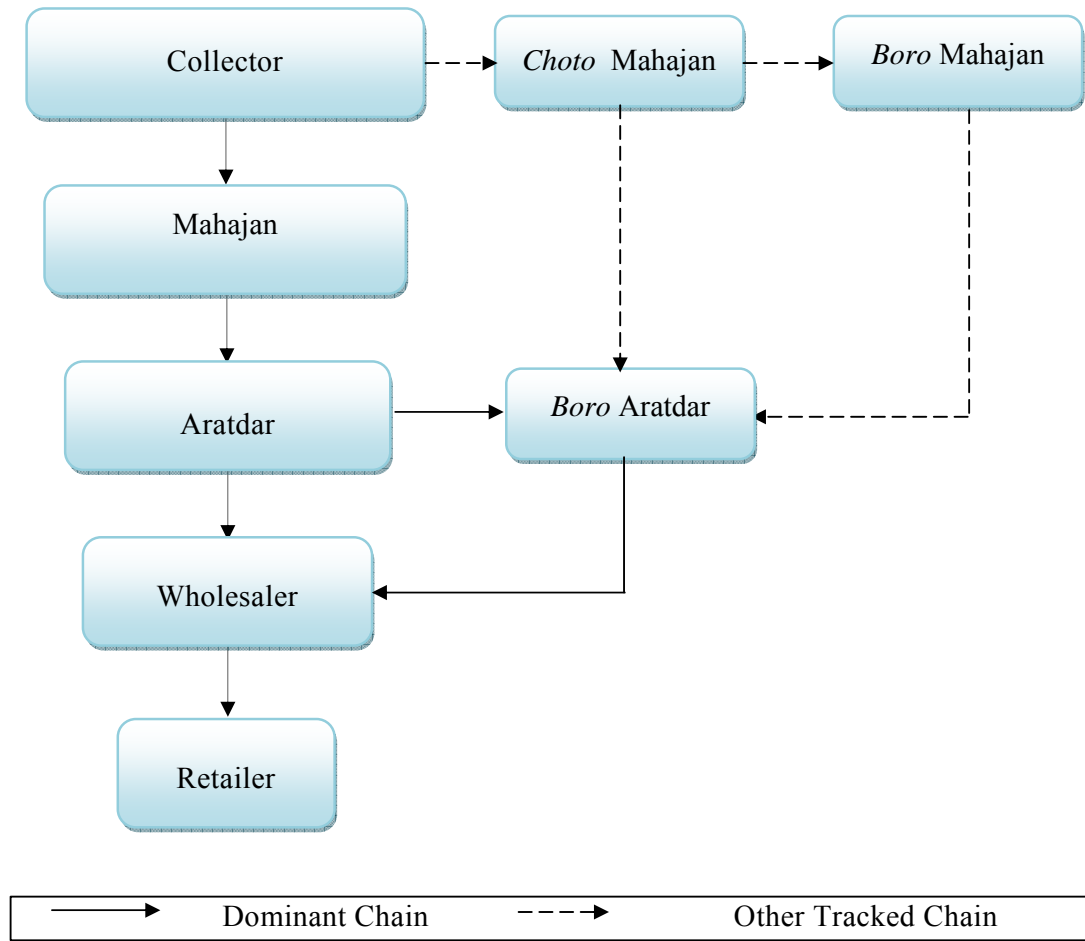 Collector
Choto Mahajan
Boro Mahajan
Mahajan
Aratdar
Boro Aratdar
Wholesaler
Retailer
Dominant Chain
Other Tracked Chain